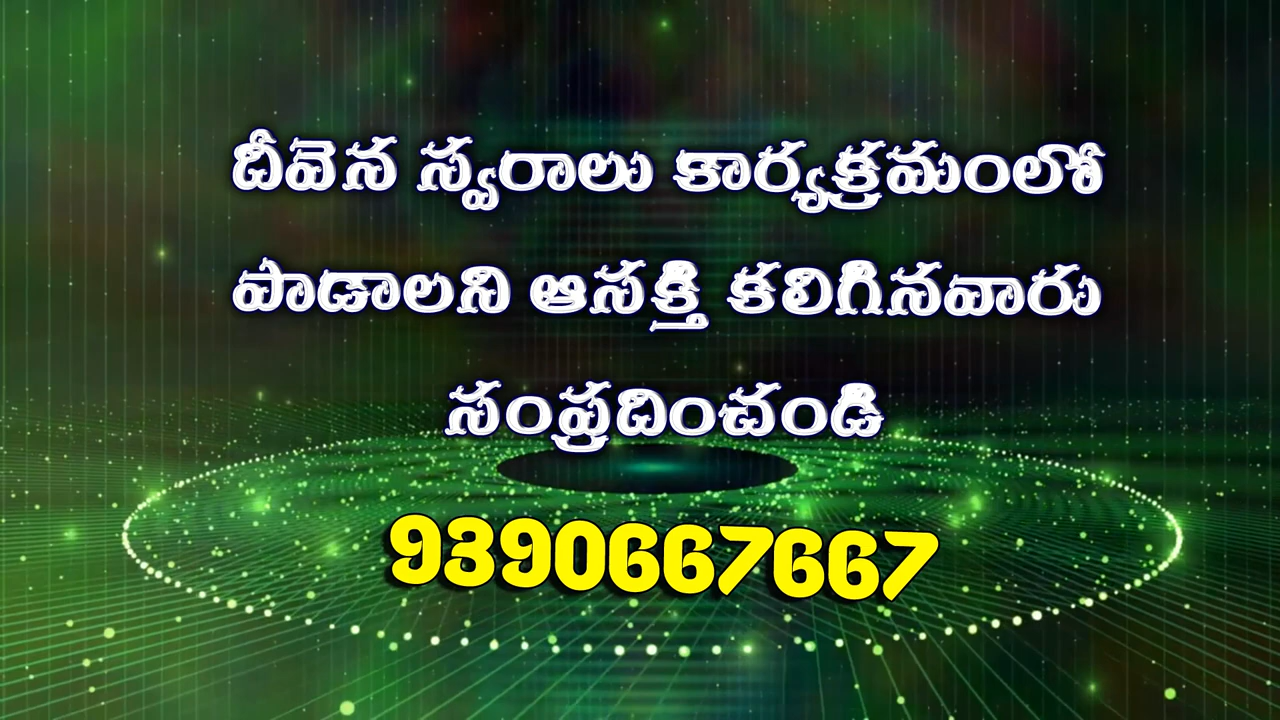 దీవెన స్వరాలు కార్యక్రమంలో
పాడాలని ఆసక్తి కలిగినవారు
సంప్రదించండి
9390667667